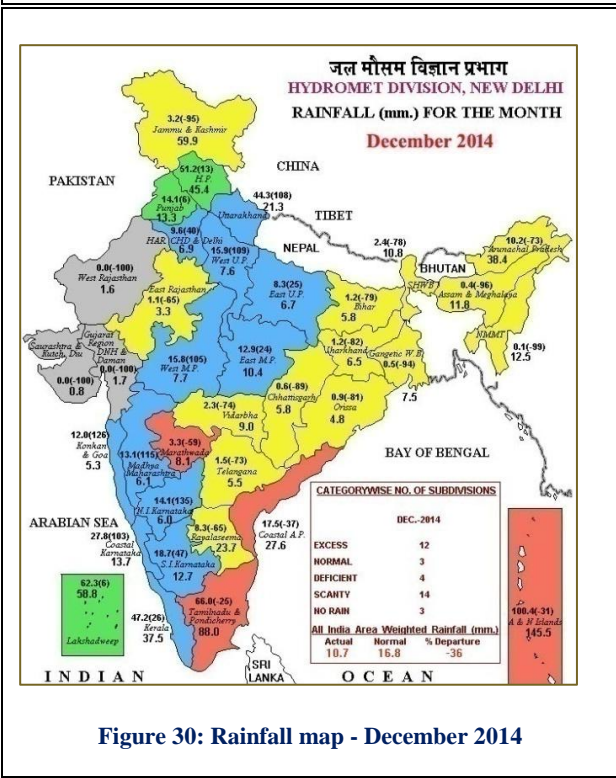 जल मौसम विज्ञान प्रभाग
HYDROMET DIVISION, NEW DELHI
RAINFALL (mm.) FOR THE MONTH
December 2014
3.2(-95)
Jammu & Kashmir
59.9
CHINA
51.2(13)
H.P.
45.4
PAKISTAN
14.1(6)
Punjab
13.3
44.3(108)
21.3
Uttarakhand
TIBET
9.6(40)
HAR. CHD & Delhi
6.9
15.9(109)
West U.P.
7.6
NEPAL
2.4(-78)
10.8
BHUTAN
10.2(-73)
Arunachal Pradesh
38.4
0.0(-100)
West Rajasthan
1.6
East Rajasthan
1.1(-65)
3.3
8.3(25)
East U.P.
6.7
1.2(-79)
Bihar
5.8
SHWB
0.4(-96)
Assam & Meghalaya
11.8
NMMT
0.1(-99)
12.5
Saurashtra &
Kutch, Diu
0.0(-100)
0.8
Gujarat
Region
DNH &
Daman
0.0(-100)
1.7
15.8(105)
West M.P.
7.7
12.9(24)
East M.P.
10.4
1.2(-82)
Jharkhand
6.5
Gangetic W.B.
0.5(-94)
7.5
0.6(-89)
Chhattisgarh
5.8
0.9(-81)
Orissa
4.8
2.3(-74)
Vidarbha
9.0
12.0(126)
Konkan
& Goa
5.3
13.1(115)
Madhya
Maharashtra
6.1
3.3(-59)
Marathwada
8.1
1.5(-73)
Telangana
5.5
BAY OF BENGAL
14.1(135)
N.I.Karnataka
6.0
ARABIAN SEA
27.8(103)
Coastal
Karnataka
13.7
8.3(-65)
Rayalaseema
23.7
17.5(-37)
Coastal A.P.
27.6
18.7(47)
S.I.Karnataka
12.7
62.3(6)
58.8
Lakshadweep
47.2(26)
Kerala
37.5
66.0(-25)
Tamilnadu &
Pondicherry
88.0
100.4(-31)
A & N Islands
145.5
CATEGORYWISE NO. OF SUBDIVISIONS
DEC.-2014
EXCESS 12
NORMAL 3
DEFICIENT 4
SCANTY 14
NO RAIN 3
All India Area Weighted Rainfall (mm.)
Actual Normal % Departure
10.7 16.8 -36
SRI
LANKA
INDIAN OCEAN
Figure 30: Rainfall map - December 2014